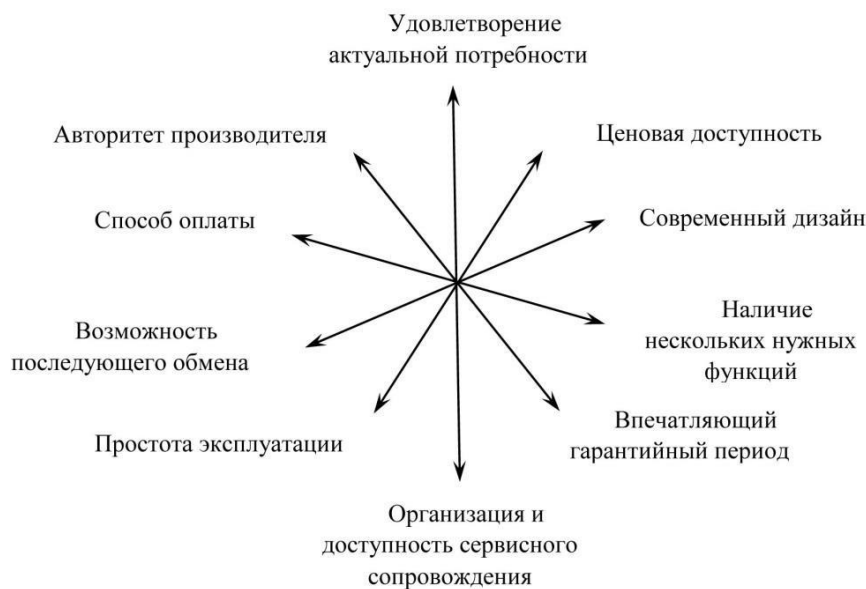 Удовлетворение
актуальной потребности
Авторитет производителя
Ценовая доступность
Способ оплаты
Современный дизайн
Возможность
последующего обмена
Наличие
нескольких нужных
функций
Простота эксплуатации
Впечатляющий
гарантийный период
Организация и
доступность сервисного
сопровождения